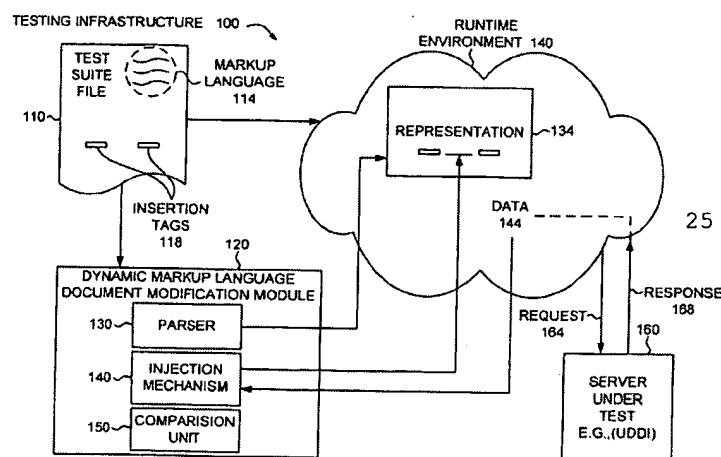 TESTING INFRASTRUCTURE 100
TEST
SUITE
FILE
MARKUP
LANGUAGE
114
110
INSERTION
TAGS
118
RUNTIME
ENVIRONMENT 140
REPRESENTATION
134
DATA
144
25
120
DYNAMIC MARKUP LANGUAGE
DOCUMENT MODIFICATION MODULE
130
PARSER
140
INJECTION
MECHANISM
150
COMPARISION
UNIT
REQUEST
164
RESPONSE
168
160
SERVER
UNDER
TEST
E.G.,(UDDI)